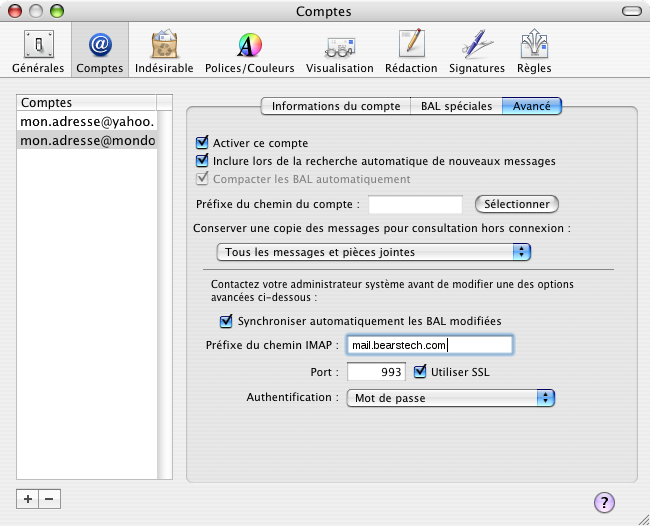 Comptes
Générales Comptes Indésirable Polices/Couleurs Visualisation Rédaction Signatures Règles
Comptes
mon.adresse@yahoo.
mon.adresse@mondo
Informations du compte BAL spéciales Avancé
Activer ce compte
Inclure lors de la recherche automatique de nouveaux messages
Compacter les BAL automatiquement
Préfixe du chemin du compte : Sélectionner
Conserver une copie des messages pour consultation hors connexion :
Tous les messages et pièces jointes
Contactez votre administrateur système avant de modifier une des options
avancées ci-dessous :
Synchroniser automatiquement les BAL modifiées
Préfixe du chemin IMAP : mail.bearstech.com
Port : 993 Utiliser SSL
Authentification : Mot de passe
+ − ?